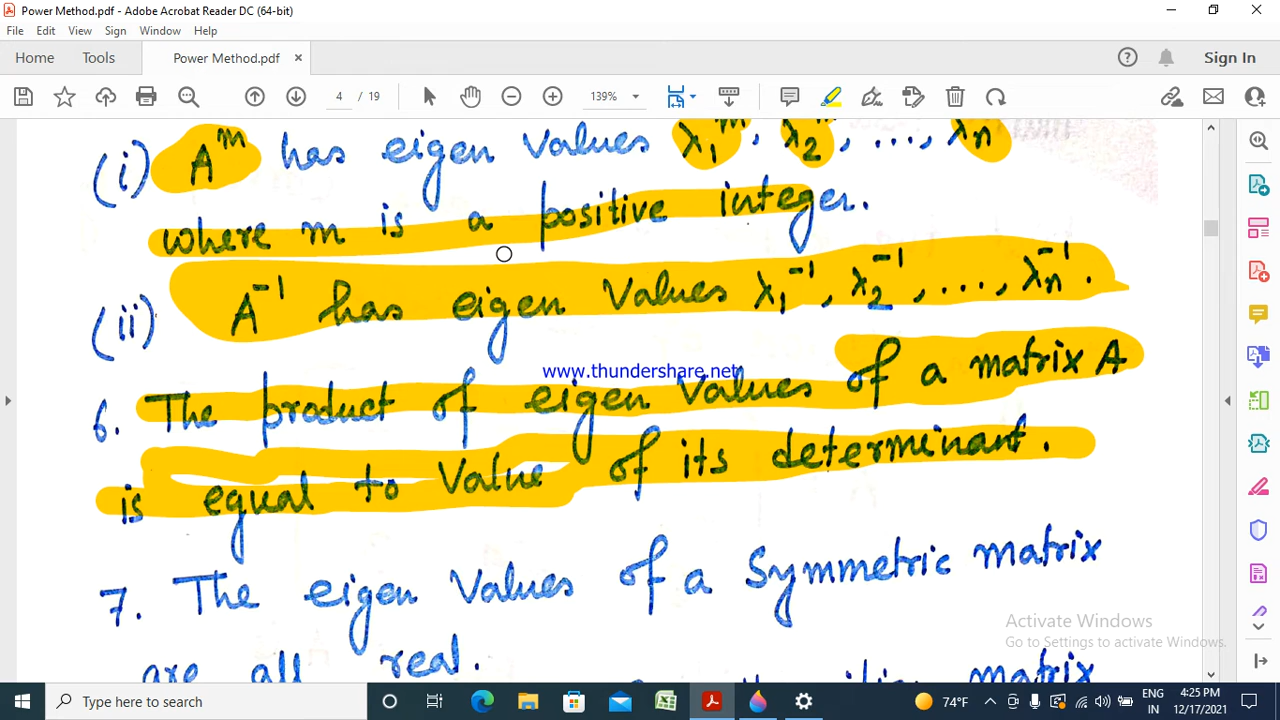 Power Method.pdf - Adobe Acrobat Reader DC (64-bit)
File Edit View Sign Window Help
Home Tools Power Method.pdf × Sign In
4 / 19 139%
(i) A^m has eigen values λ₁^m, λ₂^m, ..., λn
where m is a positive integer.
(ii) A⁻¹ has eigen values λ₁⁻¹, λ₂⁻¹, ..., λn⁻¹.
www.thundershare.net
6. The product of eigen values of a matrix A
is equal to value of its determinant.
7. The eigen values of a symmetric matrix
are all real.
matrix
Activate Windows
Go to Settings to activate Windows.
Type here to search
74°F
ENG
IN
4:25 PM
12/17/2021